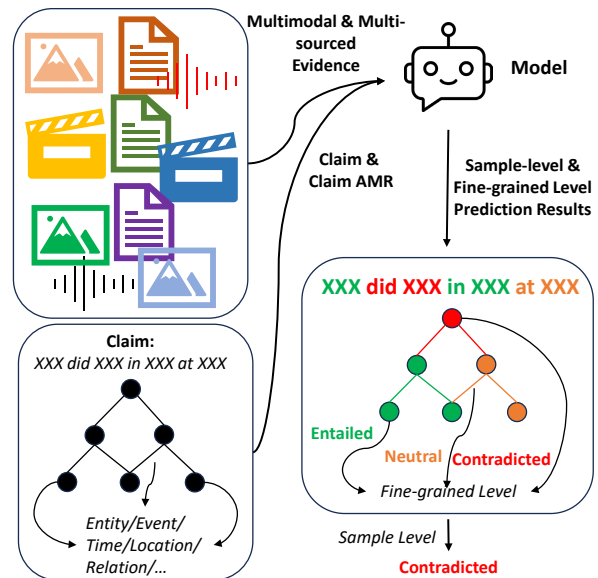 Multimodal & Multi-
sourced
Evidence
Model
Claim &
Claim AMR
Sample-level &
Fine-grained Level
Prediction Results
Claim:
XXX did XXX in XXX at XXX
Entity/Event/
Time/Location/
Relation/...
XXX did XXX in XXX at XXX
Entailed
Neutral
Contradicted
Fine-grained Level
Sample Level
Contradicted